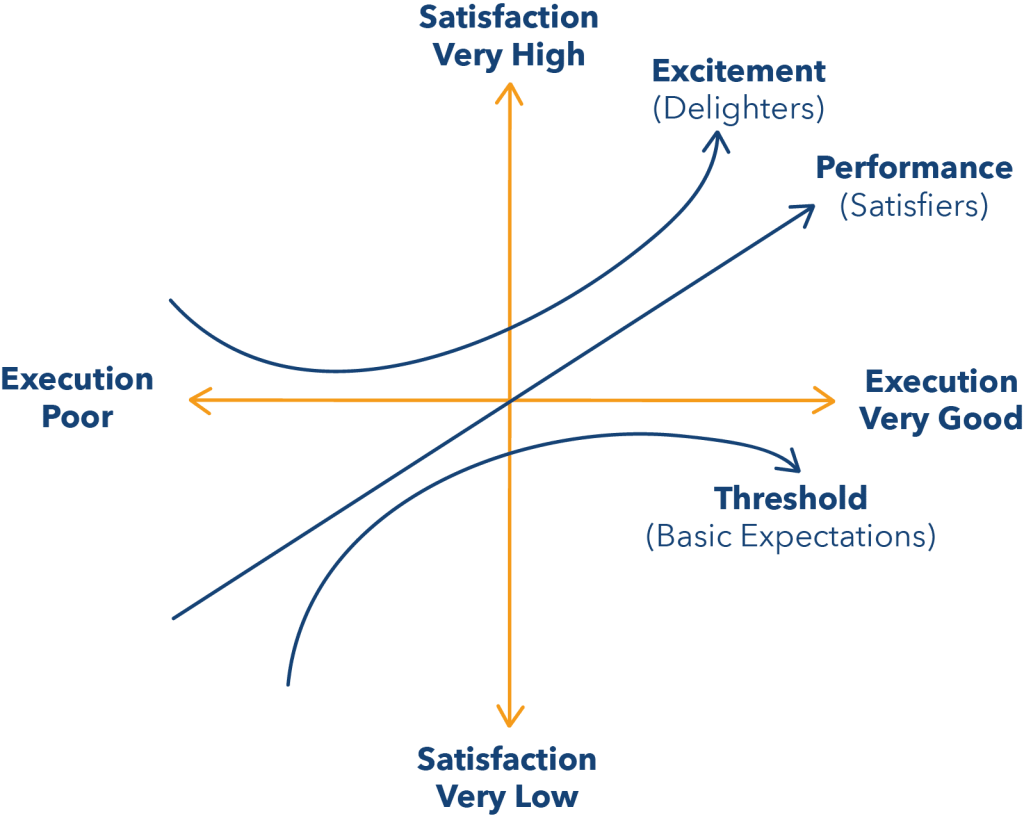 Satisfaction
Very High
Excitement
(Delighters)
Performance
(Satisfiers)
Execution
Poor
Execution
Very Good
Threshold
(Basic Expectations)
Satisfaction
Very Low